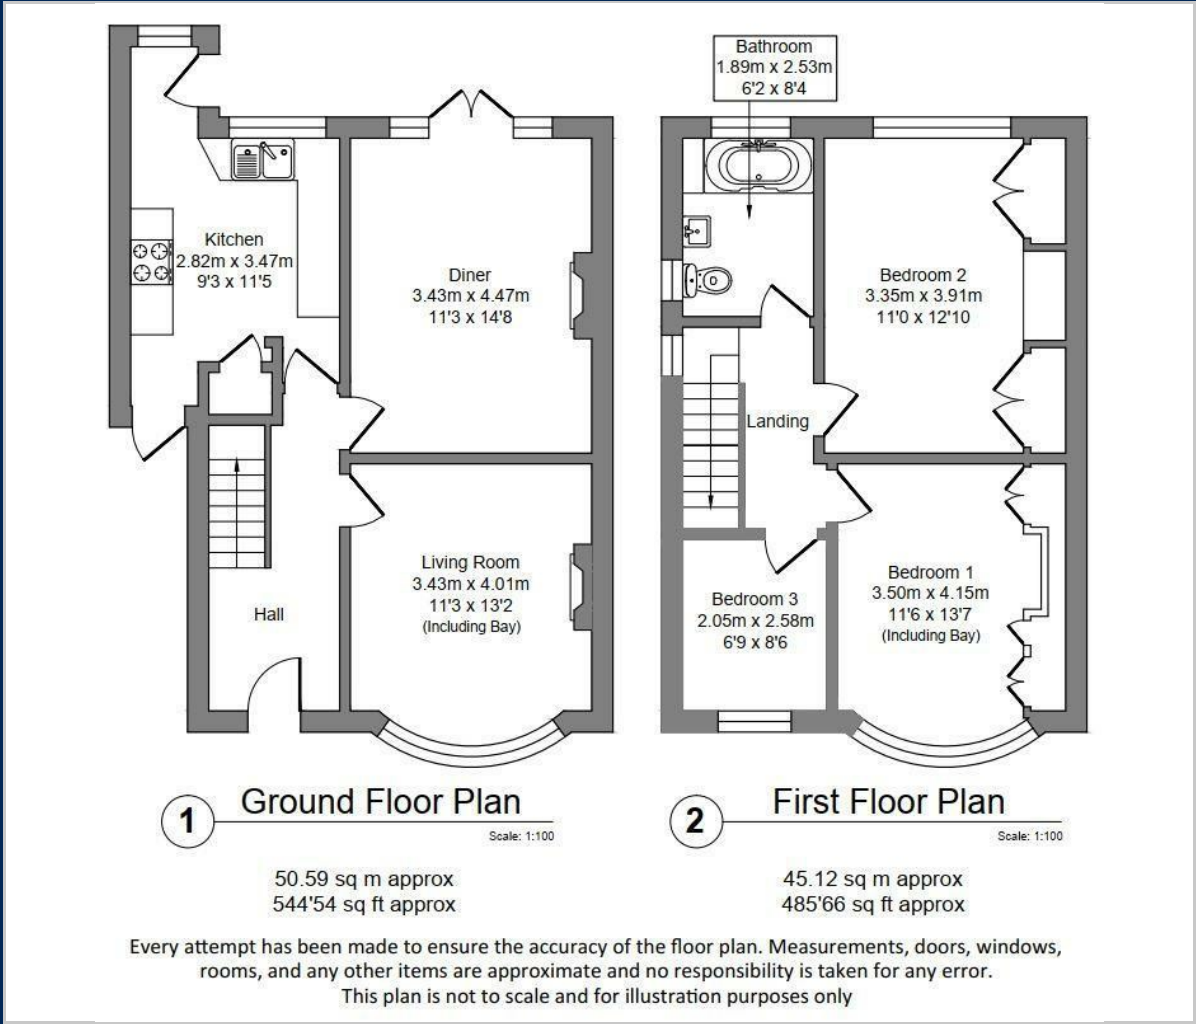 Bathroom
1.89m x 2.53m
6'2 x 8'4
Kitchen
2.82m x 3.47m
9'3 x 11'5
Diner
3.43m x 4.47m
11'3 x 14'8
Bedroom 2
3.35m x 3.91m
11'0 x 12'10
Landing
Living Room
3.43m x 4.01m
11'3 x 13'2
(Including Bay)
Hall
Bedroom 3
2.05m x 2.58m
6'9 x 8'6
Bedroom 1
3.50m x 4.15m
11'6 x 13'7
(Including Bay)
1
Ground Floor Plan
Scale: 1:100
50.59 sq m approx
544'54 sq ft approx
2
First Floor Plan
Scale: 1:100
45.12 sq m approx
485'66 sq ft approx
Every attempt has been made to ensure the accuracy of the floor plan. Measurements, doors, windows,
rooms, and any other items are approximate and no responsibility is taken for any error.
This plan is not to scale and for illustration purposes only